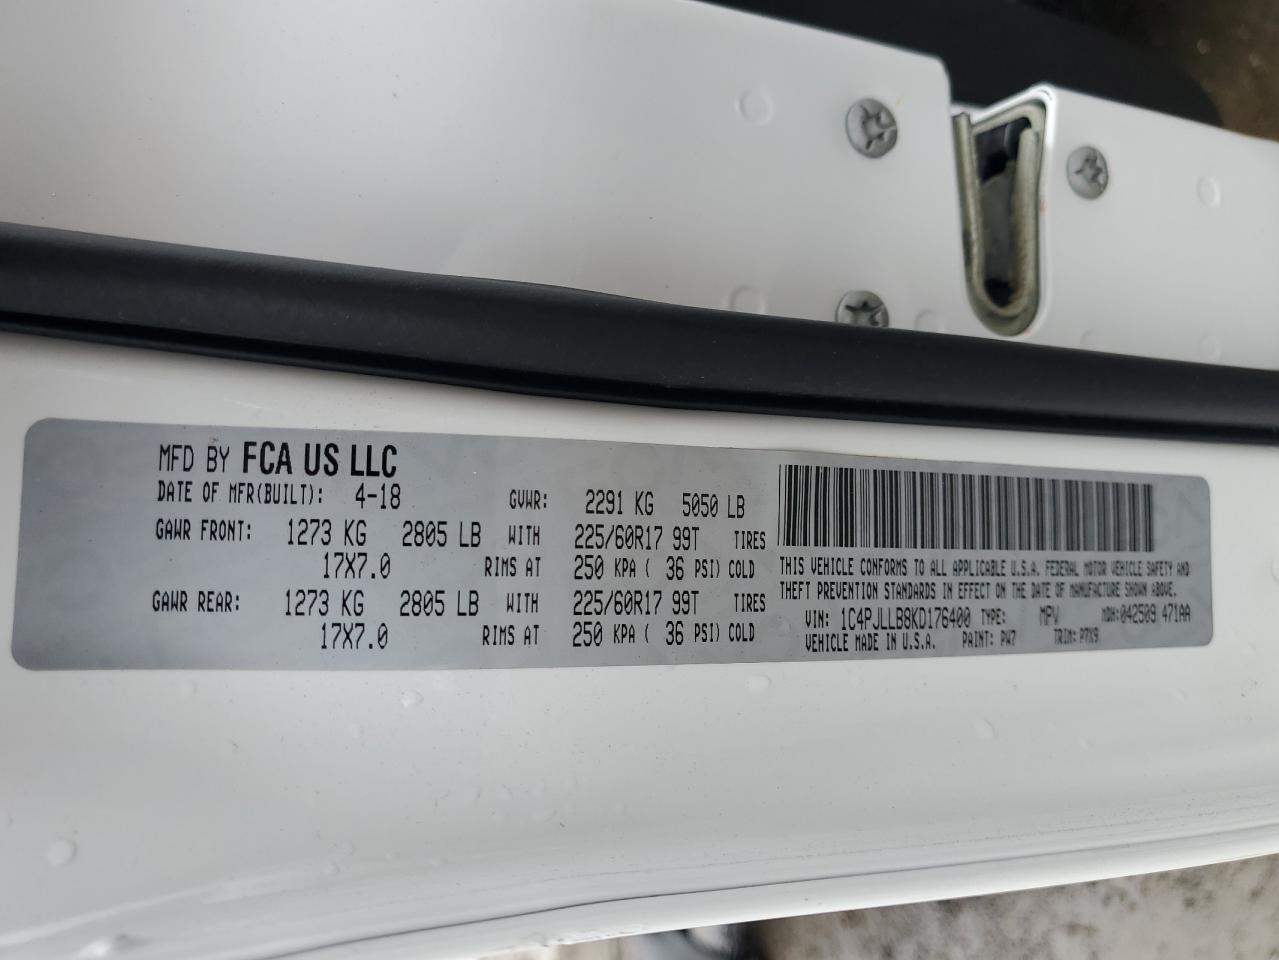 MFD BY FCA US LLC
DATE OF MFR(BUILT): 4-18 GVWR: 2291 KG 5050 LB
GAWR FRONT: 1273 KG 2805 LB WITH 225/60R17 99T TIRES
17X7.0 RIMS AT 250 KPA ( 36 PSI) COLD
GAWR REAR: 1273 KG 2805 LB WITH 225/60R17 99T TIRES
17X7.0 RIMS AT 250 KPA ( 36 PSI) COLD
THIS VEHICLE CONFORMS TO ALL APPLICABLE U.S.A. FEDERAL MOTOR VEHICLE SAFETY AND
THEFT PREVENTION STANDARDS IN EFFECT ON THE DATE OF MANUFACTURE SHOWN ABOVE.
VIN: 1C4PJLLB8KD176400 TYPE: MPV MDH:042509 471AA
VEHICLE MADE IN U.S.A. PAINT: PW7 TRIM: P7X9